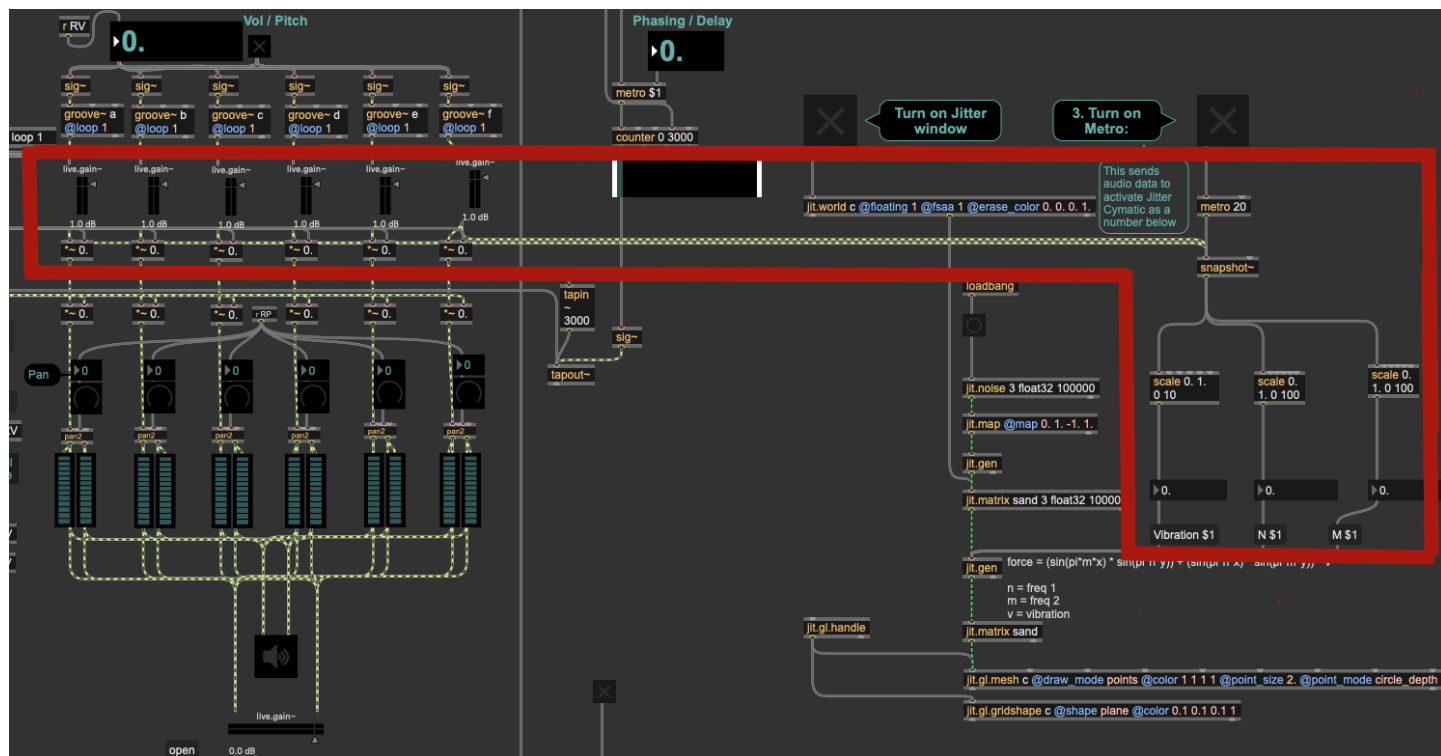 r RV
Vol / Pitch
0.
Phasing / Delay
0.
sig~
sig~
sig~
sig~
sig~
sig~
metro $1
groove~ a
@loop 1
groove~ b
@loop 1
groove~ c
@loop 1
groove~ d
@loop 1
groove~ e
@loop 1
groove~ f
@loop 1
loop 1
counter 0 3000
Turn on Jitter
window
3. Turn on
Metro:
live.gain~
live.gain~
live.gain~
live.gain~
live.gain~
live.gain~
This sends
audio data to
activate Jitter
Cymatic as a
number below
jit.world c @floating 1 @fsaa 1 @erase_color 0. 0. 0. 1.
metro 20
1.0 dB
1.0 dB
1.0 dB
1.0 dB
1.0 dB
1.0 dB
*~ 0.
*~ 0.
*~ 0.
*~ 0.
*~ 0.
*~ 0.
snapshot~
loadbang
tapin
~
3000
*~ 0.
*~ 0.
*~ 0.
r RP
*~ 0.
*~ 0.
*~ 0.
sig~
tapout~
Pan
0
0
0
0
0
0
scale 0. 1.
0 10
scale 0.
1. 0 100
scale 0.
1. 0 100
jit.noise 3 float32 100000
jit.map @map 0. 1. -1. 1.
pan2
pan2
pan2
pan2
pan2
pan2
jit.gen
jit.matrix sand 3 float32 10000
0.
0.
0.
Vibration $1
N $1
M $1
jit.gen
force = (sin(pi*m*x) * sin(pi*n*y)) + (sin(pi*n*x) * sin(pi*m*y)) * v
n = freq 1
m = freq 2
v = vibration
jit.gl.handle
jit.matrix sand
jit.gl.mesh c @draw_mode points @color 1 1 1 1 @point_size 2. @point_mode circle_depth
jit.gl.gridshape c @shape plane @color 0.1 0.1 0.1 1
live.gain~
open
0.0 dB